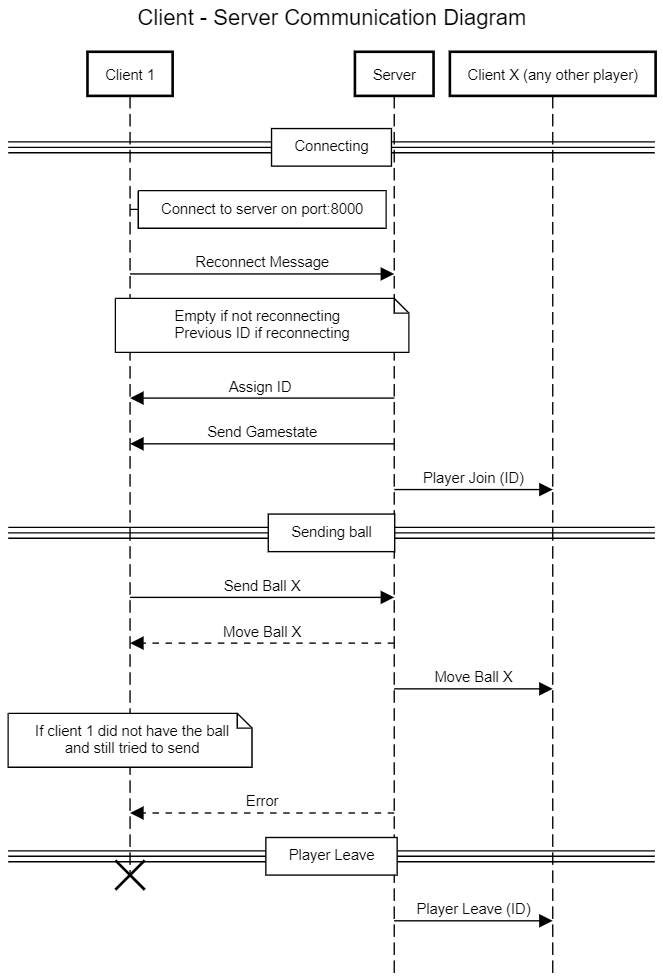 Client - Server Communication Diagram
Client 1
Server
Client X (any other player)
Connecting
Connect to server on port:8000
Reconnect Message
Empty if not reconnecting
Previous ID if reconnecting
Assign ID
Send Gamestate
Player Join (ID)
Sending ball
Send Ball X
Move Ball X
Move Ball X
If client 1 did not have the ball
and still tried to send
Error
Player Leave
Player Leave (ID)